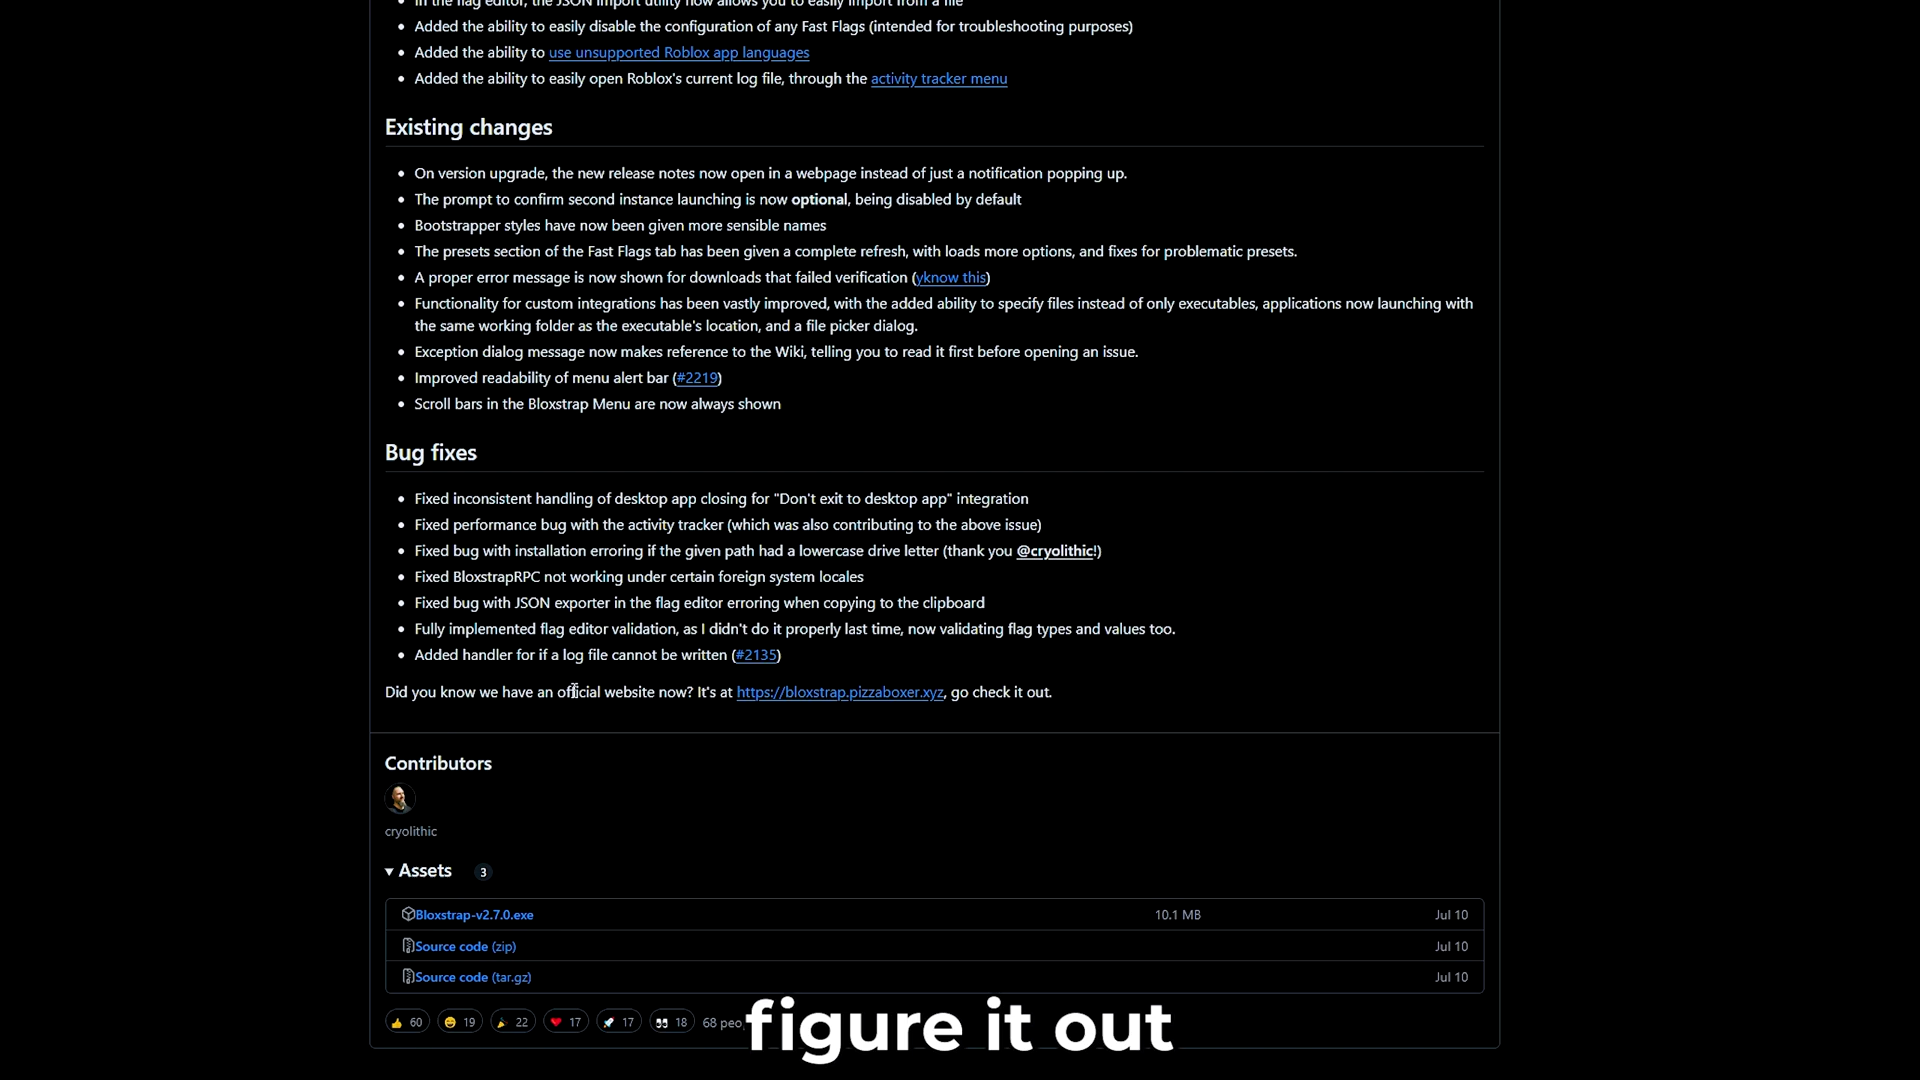 In the flag editor, the JSON import utility now allows you to easily import from a file
Added the ability to easily disable the configuration of any Fast Flags (intended for troubleshooting purposes)
Added the ability to use unsupported Roblox app languages
Added the ability to easily open Roblox's current log file, through the activity tracker menu
Existing changes
On version upgrade, the new release notes now open in a webpage instead of just a notification popping up.
The prompt to confirm second instance launching is now optional, being disabled by default
Bootstrapper styles have now been given more sensible names
The presets section of the Fast Flags tab has been given a complete refresh, with loads more options, and fixes for problematic presets.
A proper error message is now shown for downloads that failed verification (yknow this)
Functionality for custom integrations has been vastly improved, with the added ability to specify files instead of only executables, applications now launching with
the same working folder as the executable's location, and a file picker dialog.
Exception dialog message now makes reference to the Wiki, telling you to read it first before opening an issue.
Improved readability of menu alert bar (#2219)
Scroll bars in the Bloxstrap Menu are now always shown
Bug fixes
Fixed inconsistent handling of desktop app closing for "Don't exit to desktop app" integration
Fixed performance bug with the activity tracker (which was also contributing to the above issue)
Fixed bug with installation erroring if the given path had a lowercase drive letter (thank you @cryolithic!)
Fixed BloxstrapRPC not working under certain foreign system locales
Fixed bug with JSON exporter in the flag editor erroring when copying to the clipboard
Fully implemented flag editor validation, as I didn't do it properly last time, now validating flag types and values too.
Added handler for if a log file cannot be written (#2135)
Did you know we have an official website now? It's at https://bloxstrap.pizzaboxer.xyz, go check it out.
Contributors
cryolithic
Assets 3
Bloxstrap-v2.7.0.exe 10.1 MB Jul 10
Source code (zip) Jul 10
Source code (tar.gz) Jul 10
60 19 22 17 17 18 68
figure it out